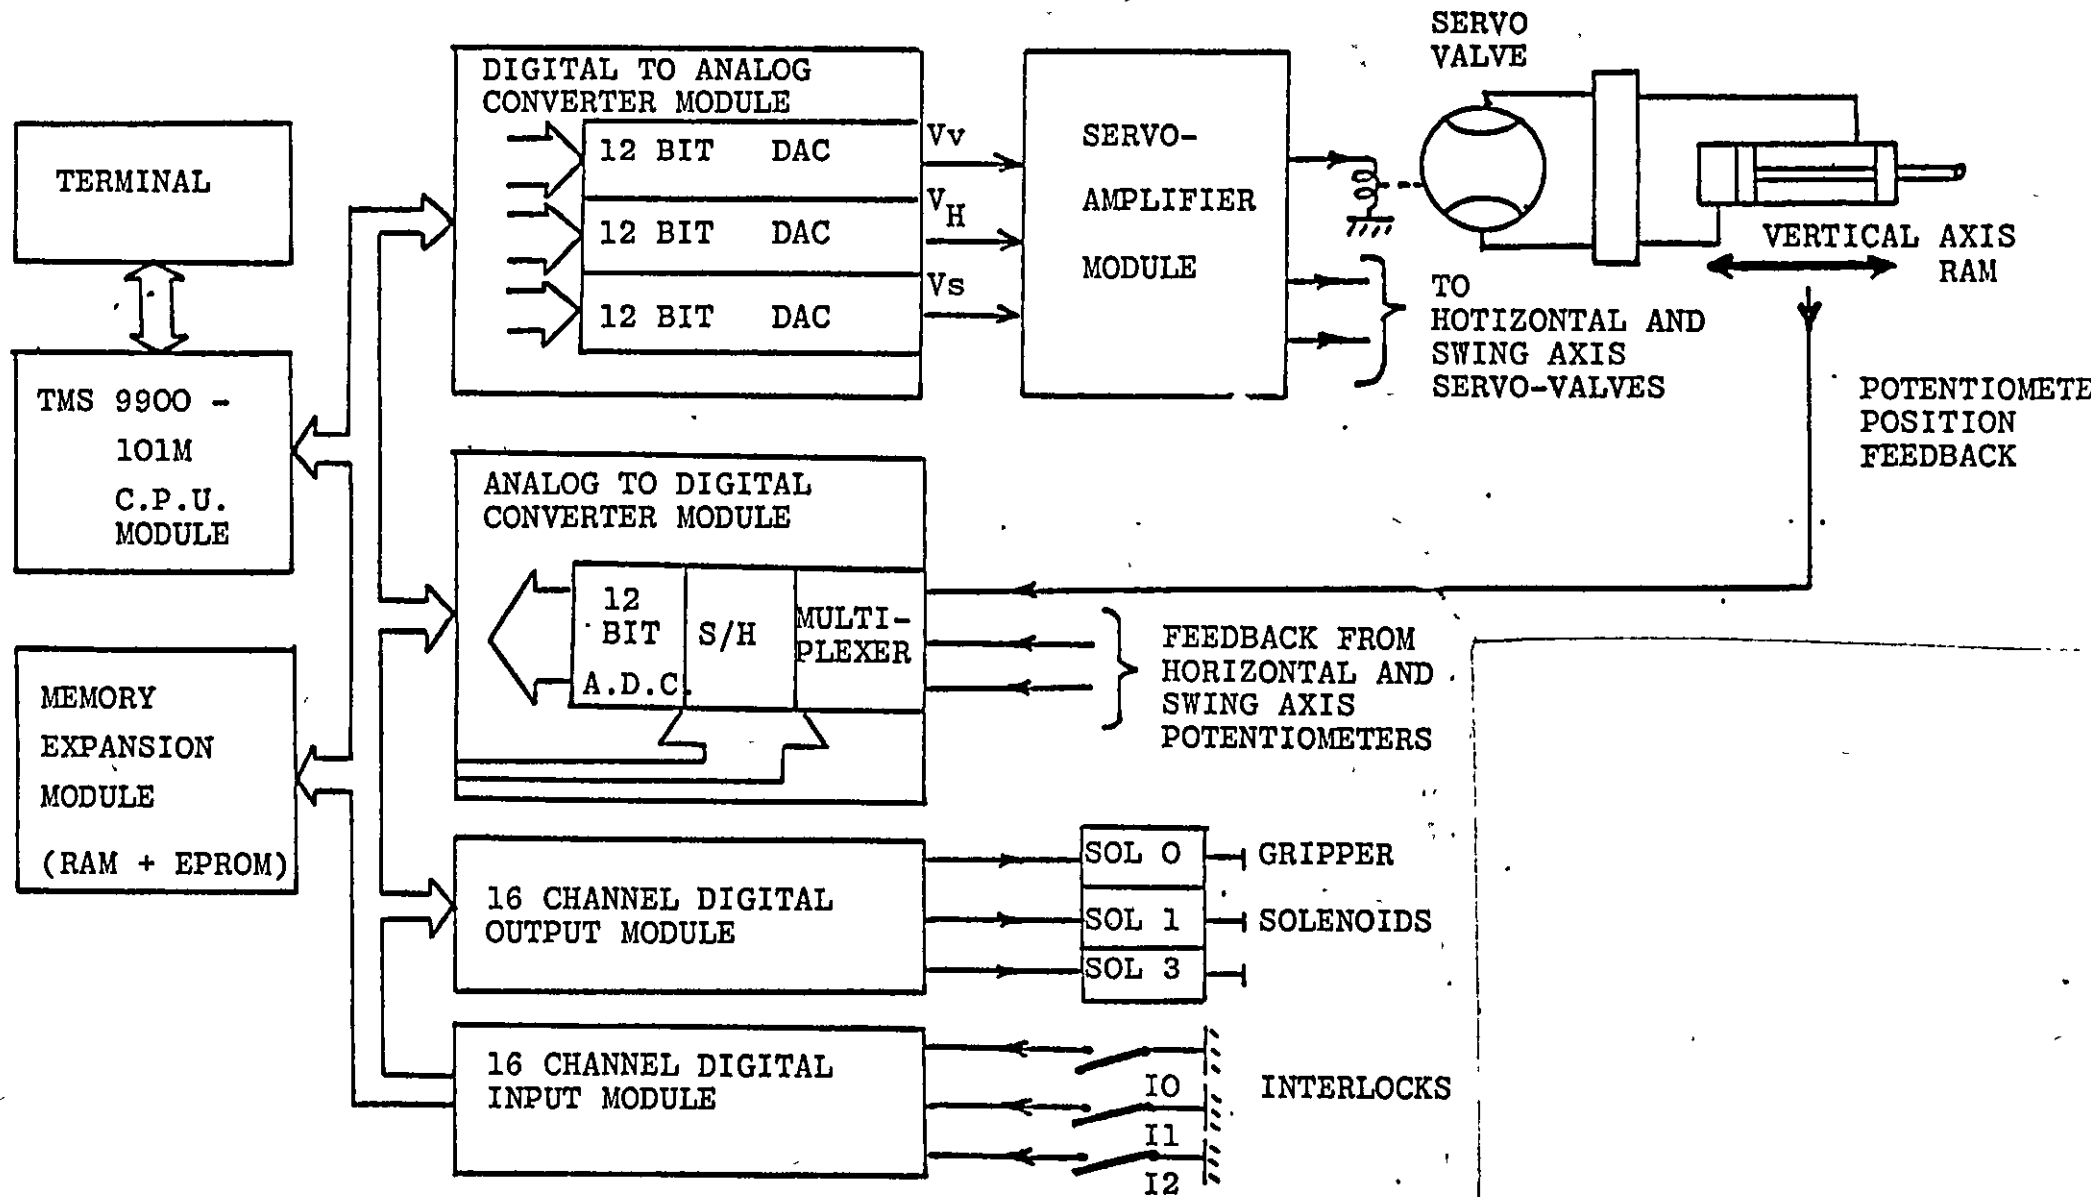 TERMINAL
TMS 9900 -
101M
C.P.U.
MODULE
MEMORY
EXPANSION
MODULE
(RAM + EPROM)
DIGITAL TO ANALOG
CONVERTER MODULE
12 BIT DAC
12 BIT DAC
12 BIT DAC
Vv
VH
Vs
SERVO-
AMPLIFIER
MODULE
SERVO
VALVE
VERTICAL AXIS
RAM
TO
HOTIZONTAL AND
SWING AXIS
SERVO-VALVES
POTENTIOMETE
POSITION
FEEDBACK
ANALOG TO DIGITAL
CONVERTER MODULE
12
BIT
A.D.C.
S/H
MULTI-
PLEXER
FEEDBACK FROM
HORIZONTAL AND
SWING AXIS
POTENTIOMETERS
16 CHANNEL DIGITAL
OUTPUT MODULE
SOL 0
SOL 1
SOL 3
GRIPPER
SOLENOIDS
16 CHANNEL DIGITAL
INPUT MODULE
I0
I1
I2
INTERLOCKS